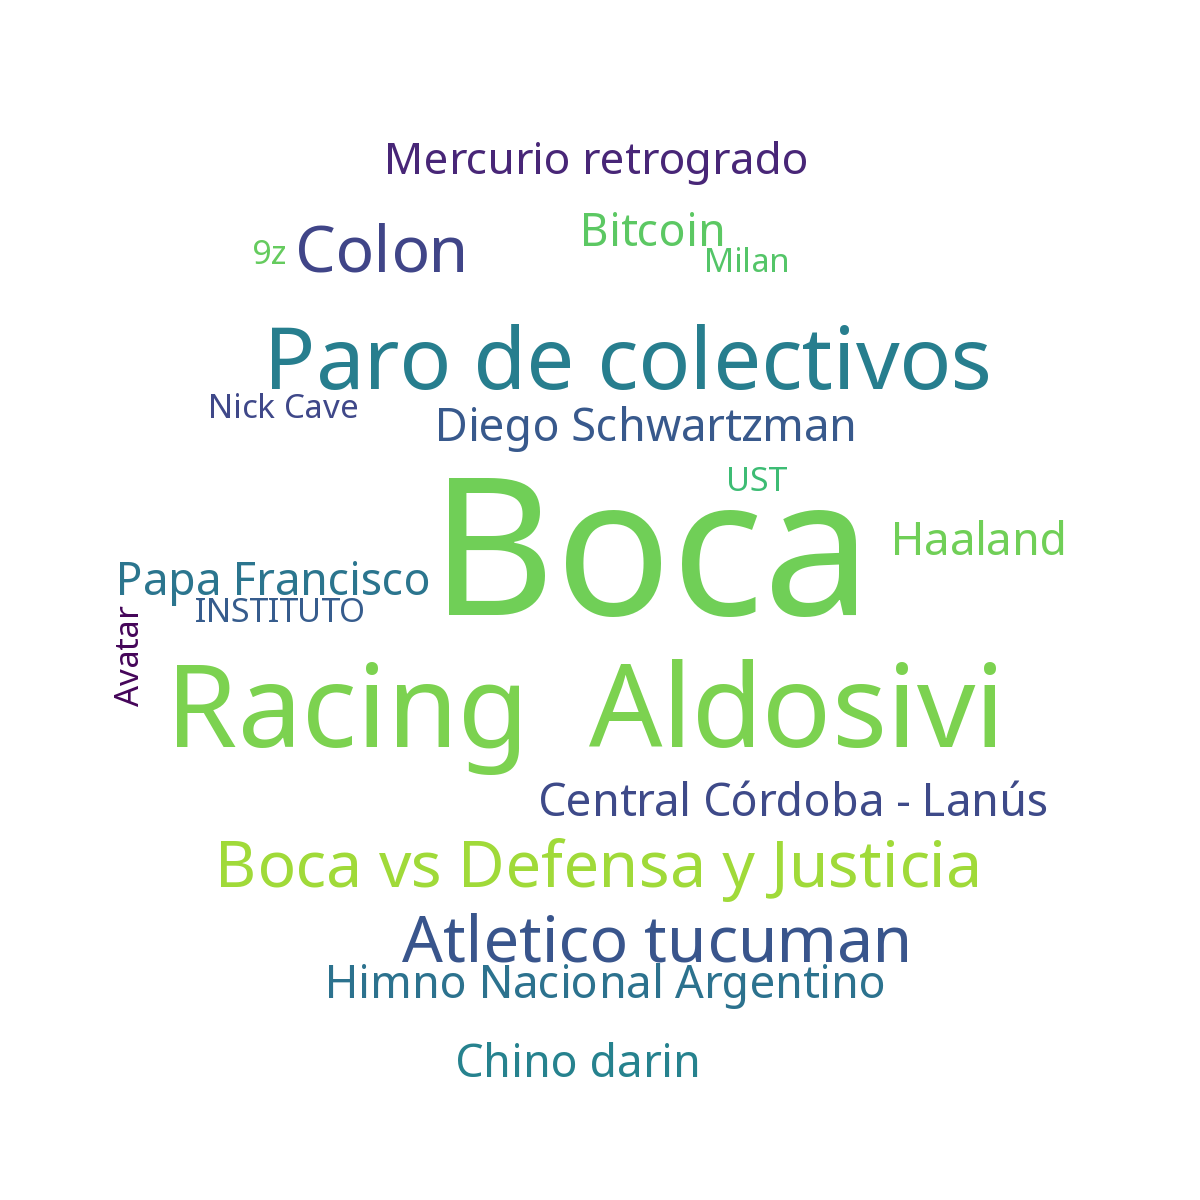 Mercurio retrogrado
Bitcoin
9z
Colon
Milan
Paro de colectivos
Nick Cave
Diego Schwartzman
UST
Boca
Haaland
Papa Francisco
INSTITUTO
Avatar
Racing
Aldosivi
Central Córdoba - Lanús
Boca vs Defensa y Justicia
Atletico tucuman
Himno Nacional Argentino
Chino darin